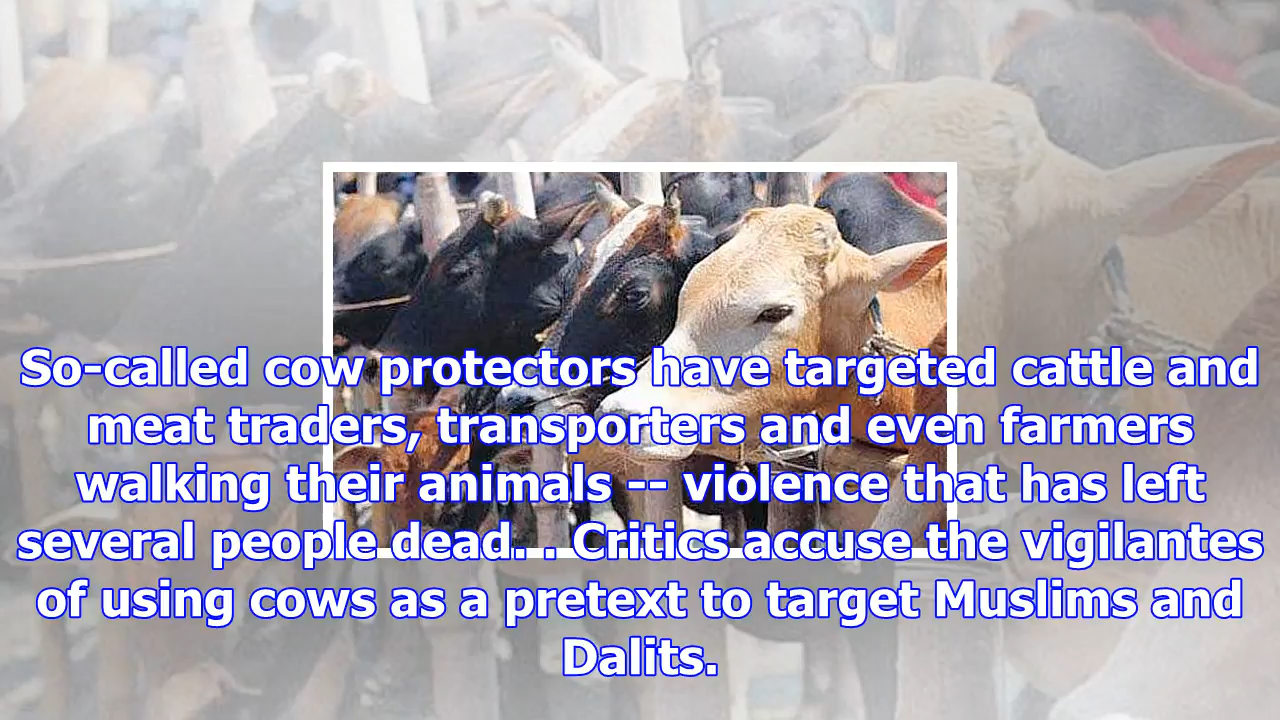 So-called cow protectors have targeted cattle and
meat traders, transporters and even farmers
walking their animals -- violence that has left
several people dead. . Critics accuse the vigilantes
of using cows as a pretext to target Muslims and
Dalits.